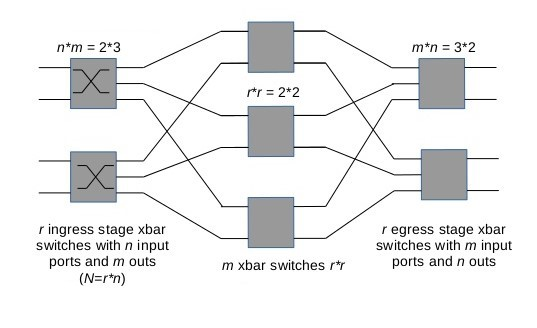 n*m = 2*3
m*n = 3*2
r*r = 2*2
r ingress stage xbar
switches with n input
ports and m outs
(N=r*n)
m xbar switches r*r
r egress stage xbar
switches with m input
ports and n outs